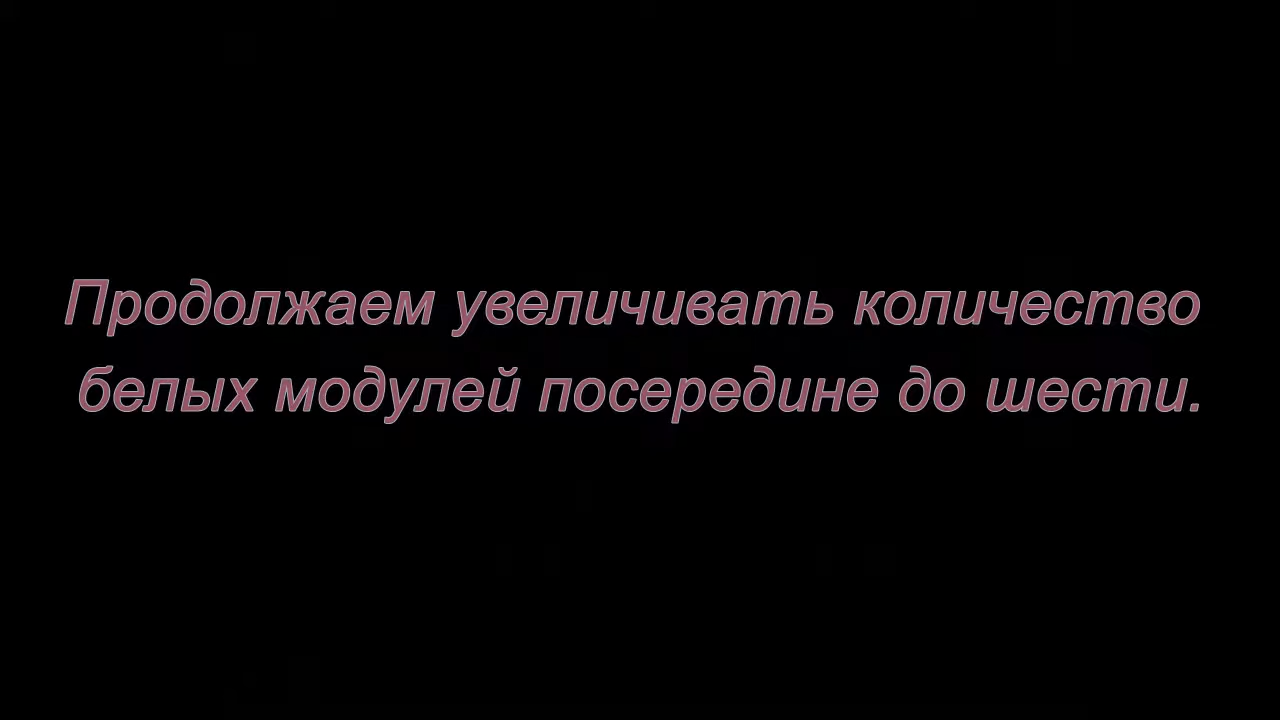 Продолжаем увеличивать количество
белых модулей посередине до шести.